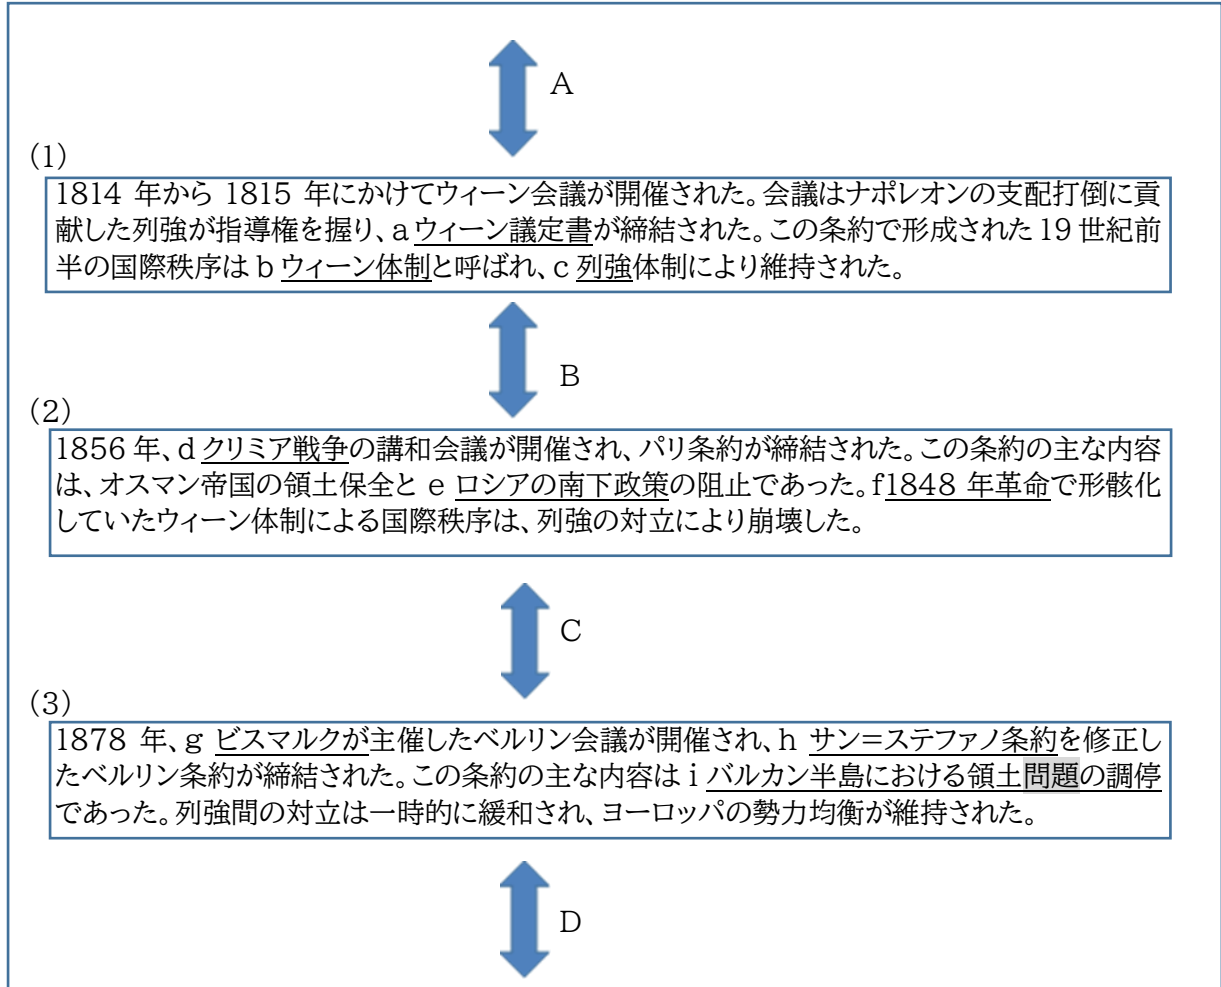 A
(1)
1814 年から 1815 年にかけてウィーン会議が開催された。会議はナポレオンの支配打倒に貢
献した列強が指導権を握り、aウィーン議定書が締結された。この条約で形成された 19 世紀前
半の国際秩序は b ウィーン体制と呼ばれ、c 列強体制により維持された。
B
(2)
1856 年、d クリミア戦争の講和会議が開催され、パリ条約が締結された。この条約の主な内容
は、オスマン帝国の領土保全と e ロシアの南下政策の阻止であった。f1848 年革命で形骸化
していたウィーン体制による国際秩序は、列強の対立により崩壊した。
C
(3)
1878 年、g ビスマルクが主催したベルリン会議が開催され、h サン=ステファノ条約を修正し
たベルリン条約が締結された。この条約の主な内容は i バルカン半島における領土問題の調停
であった。列強間の対立は一時的に緩和され、ヨーロッパの勢力均衡が維持された。
D